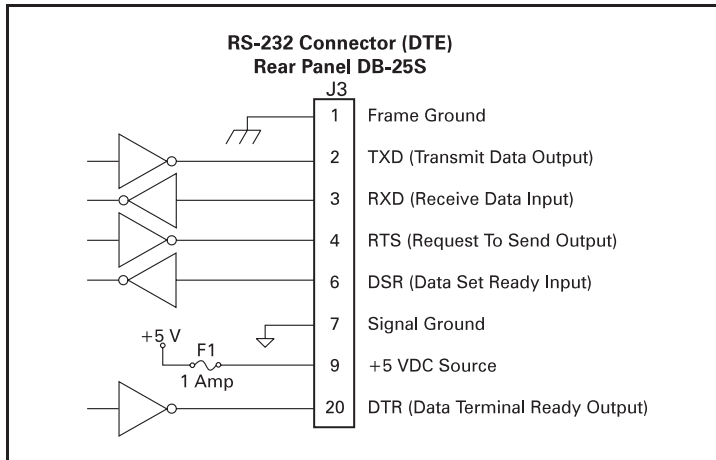 RS-232 Connector (DTE)
Rear Panel DB-25S
J3
1 Frame Ground
2 TXD (Transmit Data Output)
3 RXD (Receive Data Input)
4 RTS (Request To Send Output)
6 DSR (Data Set Ready Input)
7 Signal Ground
+5 V
F1
9 +5 VDC Source
1 Amp
20 DTR (Data Terminal Ready Output)